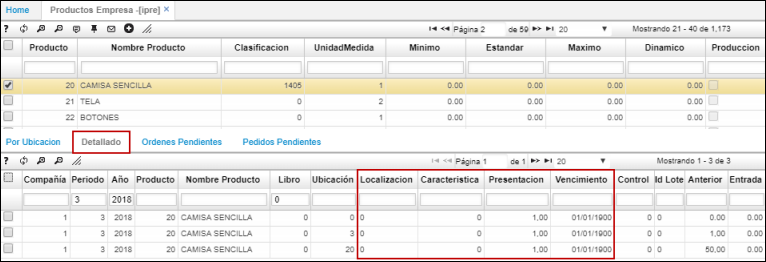 Home Productos Empresa -[ipre] ×
? Página 2 de 59 20 Mostrando 21 - 40 de 1.173
Producto Nombre Producto Clasificacion UnidadMedida Minimo Estandar Maximo Dinamico Produccion
20 CAMISA SENCILLA 1405 1 0.00 0.00 0.00 0.00
21 TELA 0 2 0.00 0.00 0.00 0.00
22 BOTONES 0 1 0.00 0.00 0.00 0.00
Por Ubicacion Detallado Ordenes Pendientes Pedidos Pendientes
? Página 1 de 1 20 Mostrando 1 - 3 de 3
Compañía Periodo Año Producto Nombre Producto Libro Ubicación Localizacion Caracteristica Presentacion Vencimiento Control Id Lote Anterior Entrada
3 2018 0
1 3 2018 20 CAMISA SENCILLA 0 0 0 0 1,00 01/01/1900 0 0 0.00 0.00
1 3 2018 20 CAMISA SENCILLA 0 3 0 0 1,00 01/01/1900 0 0 1,00 0.00
1 3 2018 20 CAMISA SENCILLA 0 20 0 0 1,00 01/01/1900 0 0 50,00 0.00